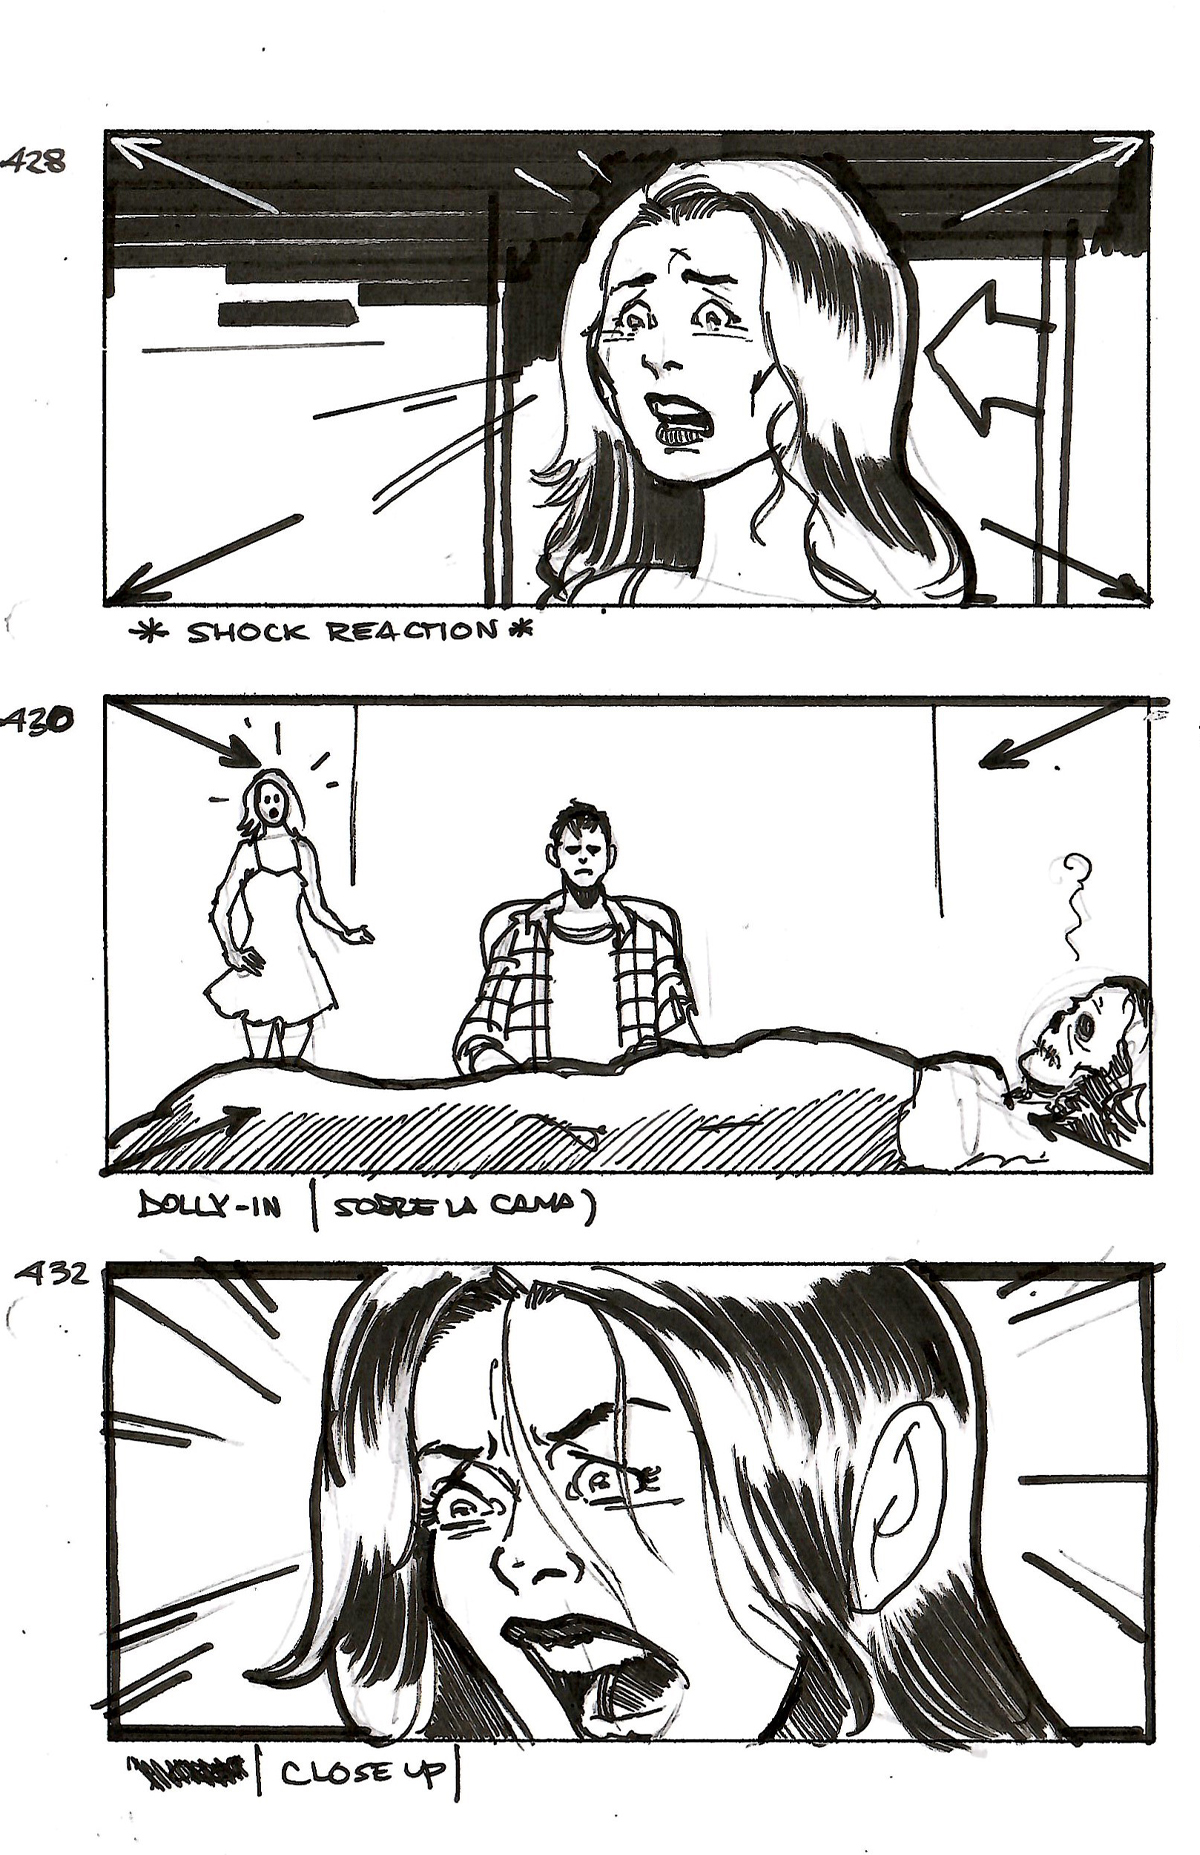 428
* SHOCK REACTION *
430
DOLLY-IN | SOBRE LA CAMA)
432
| CLOSE UP |